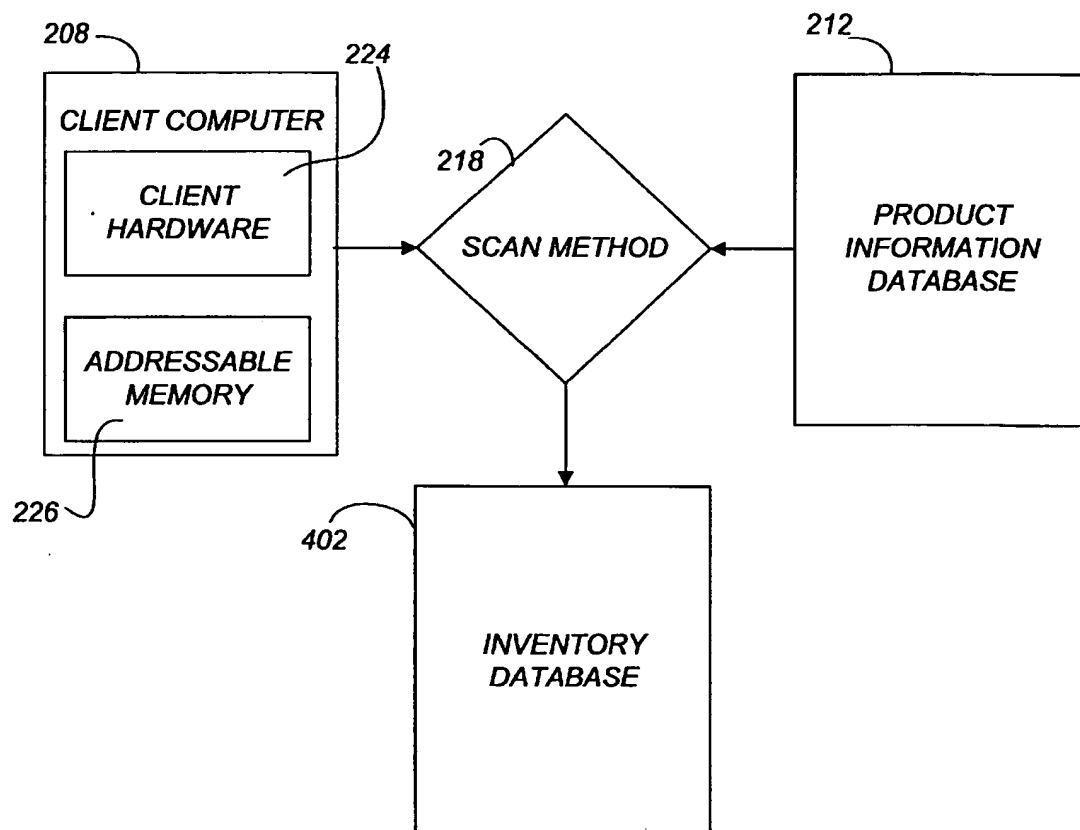 208
224
212
CLIENT COMPUTER
218
CLIENT
HARDWARE
SCAN METHOD
PRODUCT
INFORMATION
DATABASE
ADDRESSABLE
MEMORY
226
402
INVENTORY
DATABASE